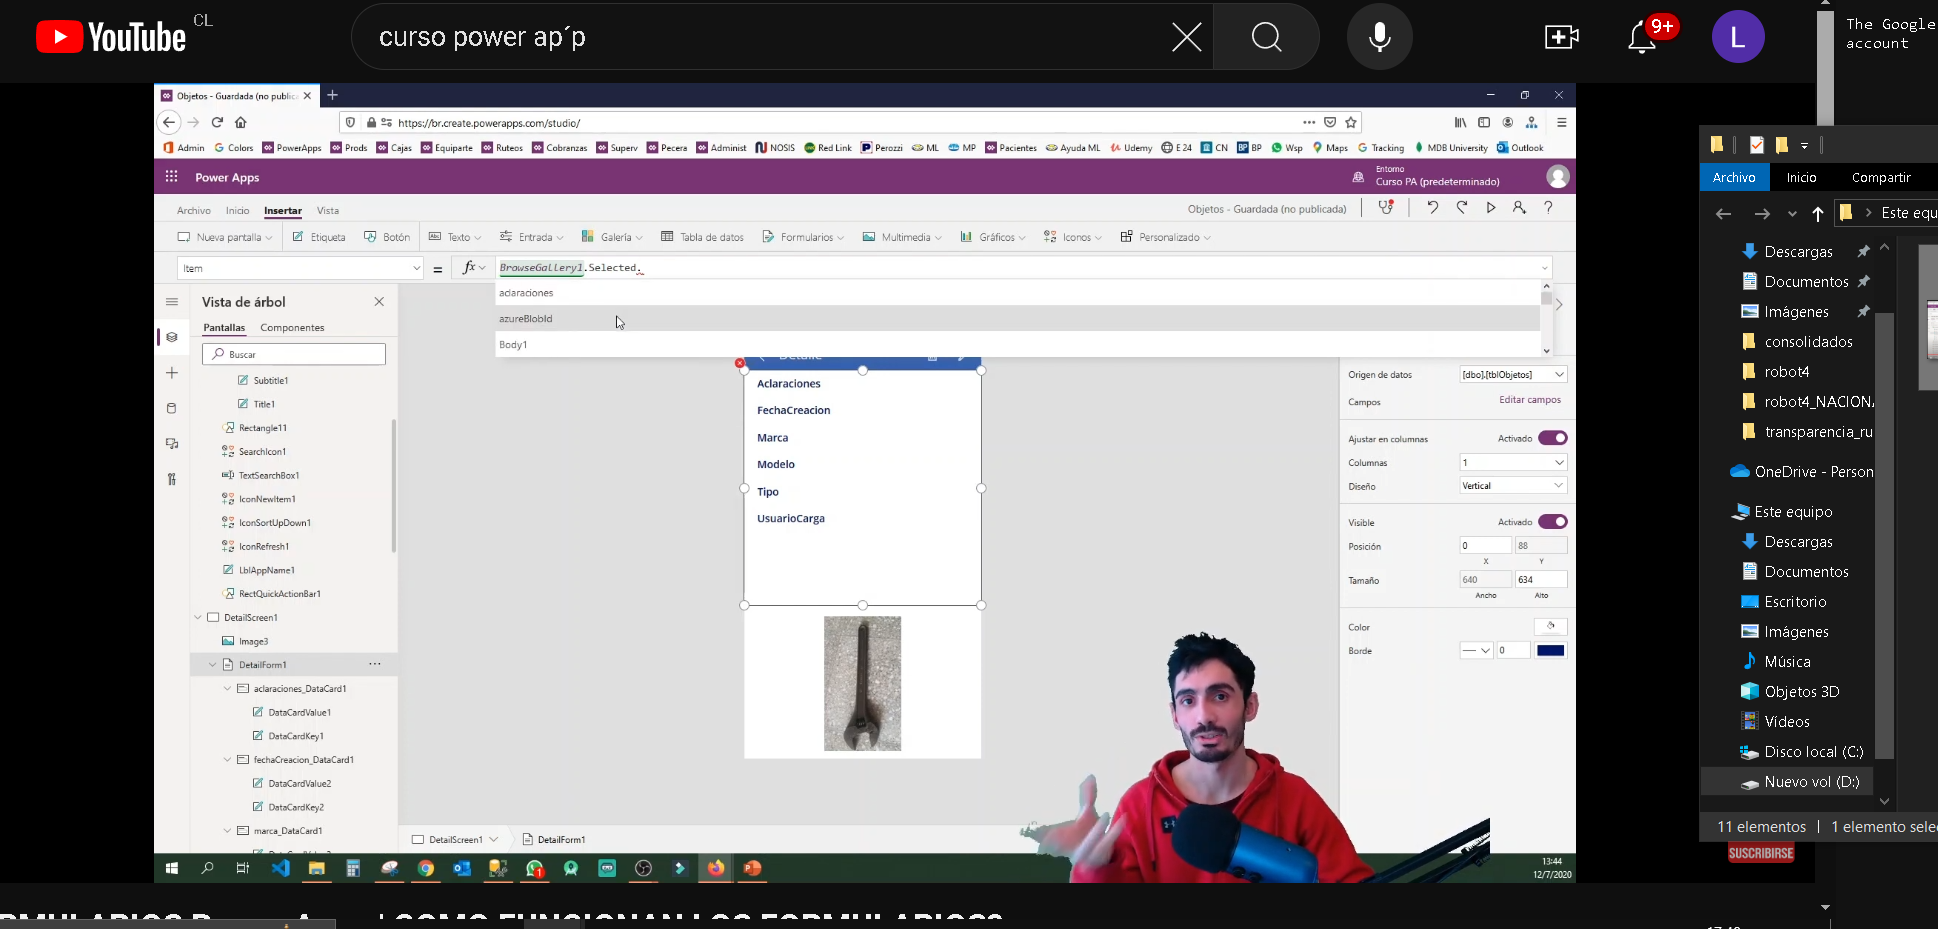 YouTube CL
curso power ap´p
9+
L
The Google
account
Objetos - Guardada (no public
https://br.create.powerapps.com/studio/
Admin Colors PowerApps Prods Cajas Equiparte Ruteos Cobranzas Superv Pecera Administ NOSIS Red Link Perozzi ML MP Pacientes Ayuda ML Udemy E 24 CN BP BP Wsp Maps Tracking MDB University Outlook
Power Apps
Entorno
Curso PA (predeterminado)
Archivo Inicio Insertar Vista
Objetos - Guardada (no publicada)
Nueva pantalla Etiqueta Botón Texto Entrada Galería Tabla de datos Formularios Multimedia Gráficos Iconos Personalizado
Item = fx BrowseGallery1.Selected.
aclaraciones
azureBlobId
Body1
Vista de árbol
Pantallas Componentes
Buscar
Subtitle1
Title1
Rectangle11
SearchIcon1
TextSearchBox1
IconNewItem1
IconSortUpDown1
IconRefresh1
LblAppName1
RectQuickActionBar1
DetailScreen1
Image3
DetailForm1
aclaraciones_DataCard1
DataCardValue1
DataCardKey1
fechaCreacion_DataCard1
DataCardValue2
DataCardKey2
marca_DataCard1
Detalle
Aclaraciones
FechaCreacion
Marca
Modelo
Tipo
UsuarioCarga
DetailScreen1 DetailForm1
Origen de datos [dbo].[tblObjetos]
Campos Editar campos
Ajustar en columnas Activado
Columnas 1
Diseño Vertical
Visible Activado
Posición 0 88
X Y
Tamaño 640 634
Ancho Alto
Color
Borde 0
13:44
12/7/2020
Archivo Inicio Compartir
Este equ
Descargas
Documentos
Imágenes
consolidados
robot4
robot4_NACION
transparencia_ru
OneDrive - Person
Este equipo
Descargas
Documentos
Escritorio
Imágenes
Música
Objetos 3D
Vídeos
Disco local (C:)
Nuevo vol (D:)
11 elementos 1 elemento sele
SUSCRIBIRSE
COMO FUNCIONAN LOS FORMULARIOS?